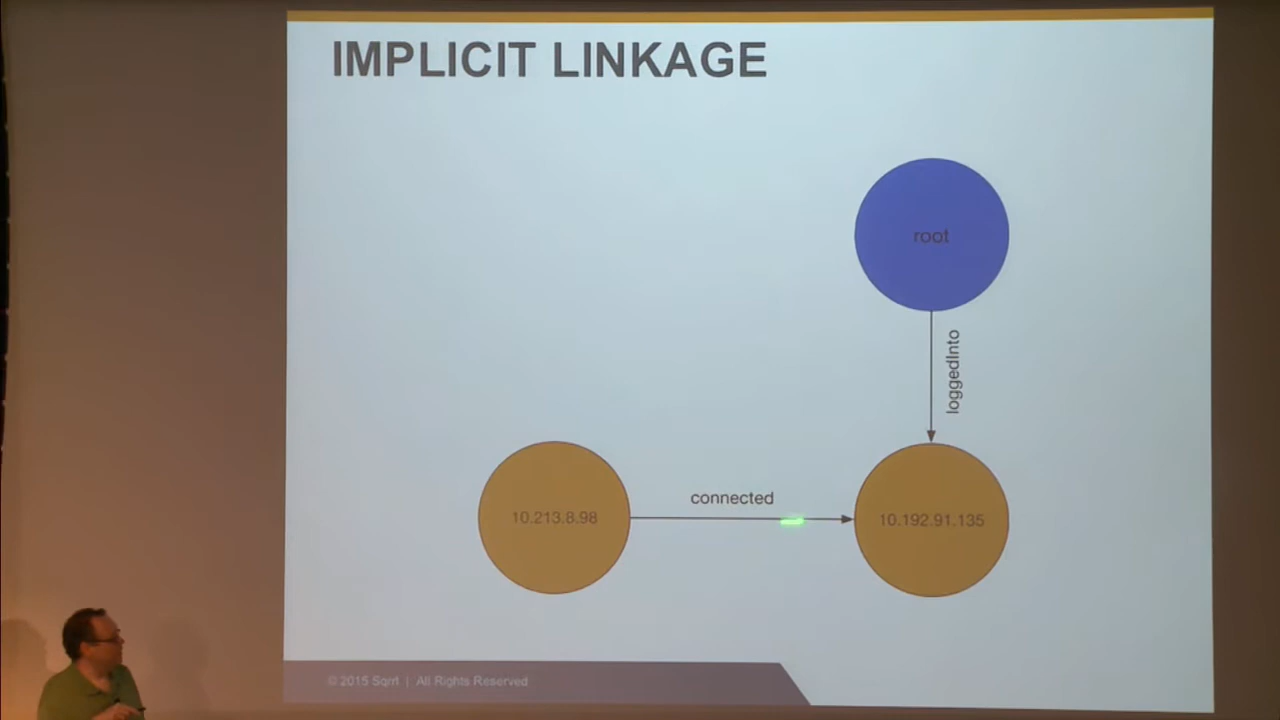 IMPLICIT LINKAGE
root
loggedInto
connected
10.213.8.98
10.192.91.135
© 2015 Sqrrl | All Rights Reserved